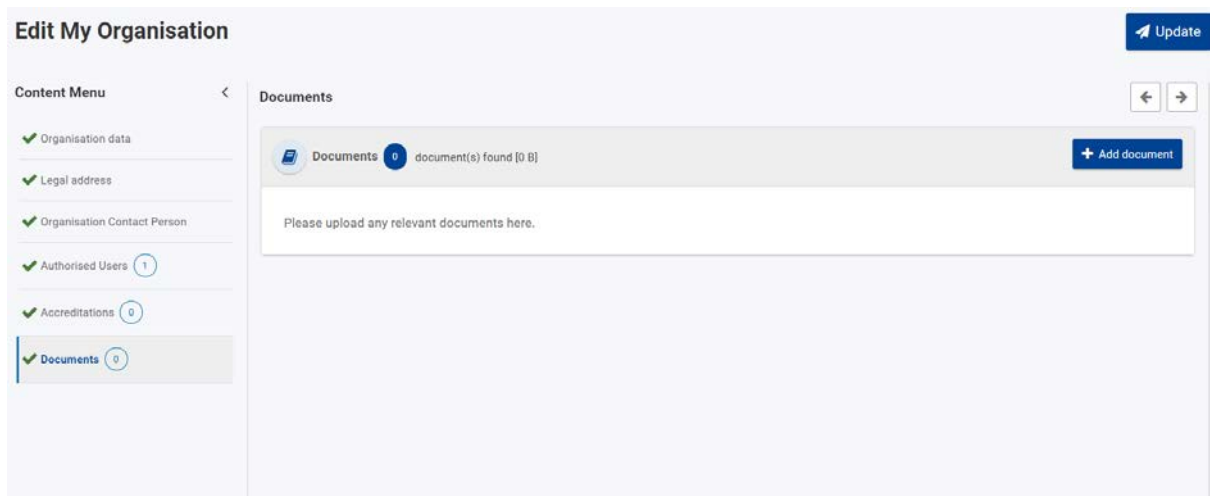 Edit My Organisation
Update
Content Menu
Organisation data
Legal address
Organisation Contact Person
Authorised Users 1
Accreditations 0
Documents 0
Documents
Documents 0 document(s) found [0 B]
Add document
Please upload any relevant documents here.